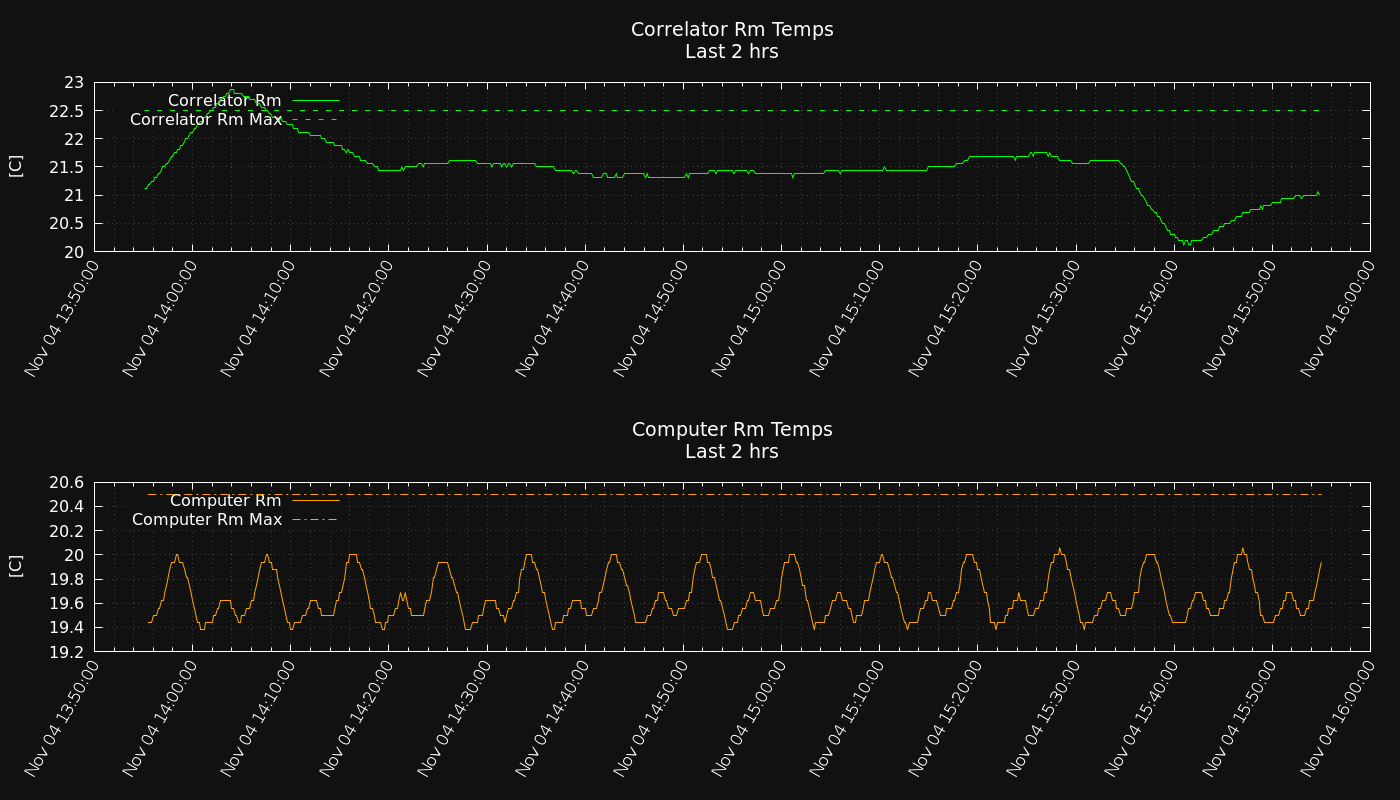 Correlator Rm Temps
Last 2 hrs
23
22.5
22
21.5
21
20.5
20
[C]
Correlator Rm
Correlator Rm Max
Nov 04 13:50:00
Nov 04 14:00:00
Nov 04 14:10:00
Nov 04 14:20:00
Nov 04 14:30:00
Nov 04 14:40:00
Nov 04 14:50:00
Nov 04 15:00:00
Nov 04 15:10:00
Nov 04 15:20:00
Nov 04 15:30:00
Nov 04 15:40:00
Nov 04 15:50:00
Nov 04 16:00:00
Computer Rm Temps
Last 2 hrs
20.6
20.4
20.2
20
19.8
19.6
19.4
19.2
[C]
Computer Rm
Computer Rm Max
Nov 04 13:50:00
Nov 04 14:00:00
Nov 04 14:10:00
Nov 04 14:20:00
Nov 04 14:30:00
Nov 04 14:40:00
Nov 04 14:50:00
Nov 04 15:00:00
Nov 04 15:10:00
Nov 04 15:20:00
Nov 04 15:30:00
Nov 04 15:40:00
Nov 04 15:50:00
Nov 04 16:00:00